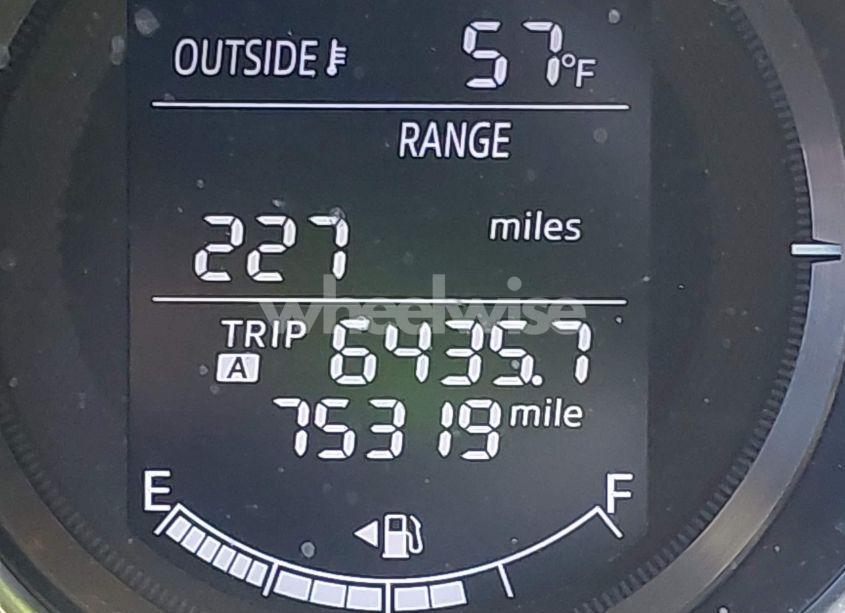 OUTSIDE 57°F
RANGE
227 miles
wheelwise
TRIP A 6435.7
75319 mile
E F